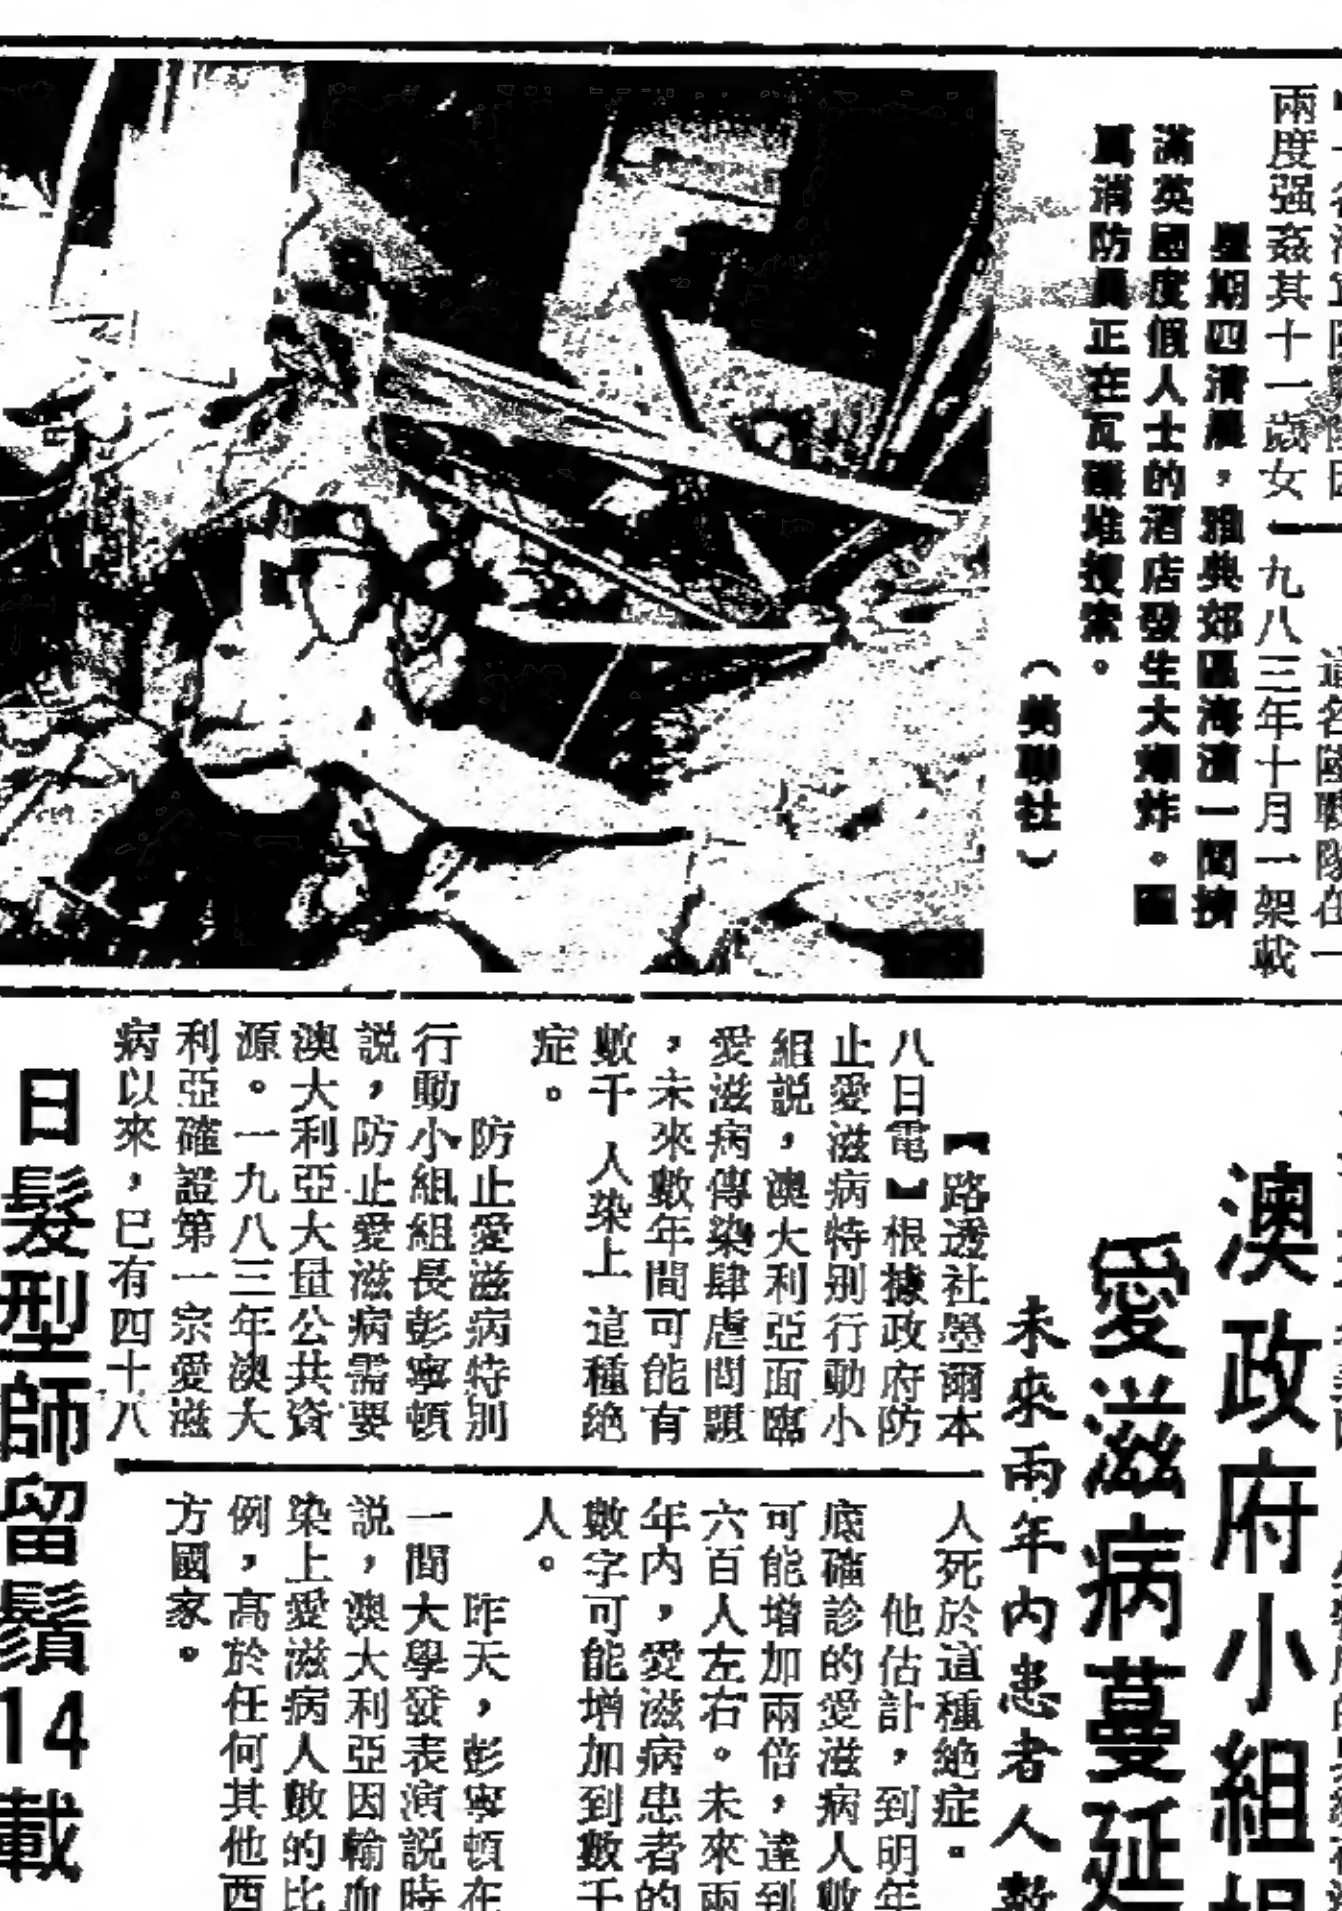 兩度强姦其十一歲女
一九八三年十月一架載
星期四清晨，雅典郊區海濱一間擠
滿英國度假人士的酒店發生大爆炸。圖
爲消防員正在瓦礫堆搜索。
（美聯社）
澳政府小組
愛滋病蔓延
未來兩年內患者人數
【路透社墨爾本
八日電】根據政府防
止愛滋病特別行動小
組説，澳大利亞面臨
愛滋病傳染肆虐問題
，未來數年間可能有
數千人染上這種絶
症。
防止愛滋病特別
行動小組組長彭寧頓
説，防止愛滋病需要
澳大利亞大量公共資
源。一九八三年澳大
利亞確證第一宗愛滋
病以來，已有四十八
人死於這種絶症。
他估計，到明年
底確診的愛滋病人數
可能增加兩倍，達到
六百人左右。未來兩
年內，愛滋病患者的
數字可能增加到數千
人。
昨天，彭寧頓在
一間大學發表演説時
説，澳大利亞因輸血
染上愛滋病人數的比
例，高於任何其他西
方國家。
日髮型師留鬚14載